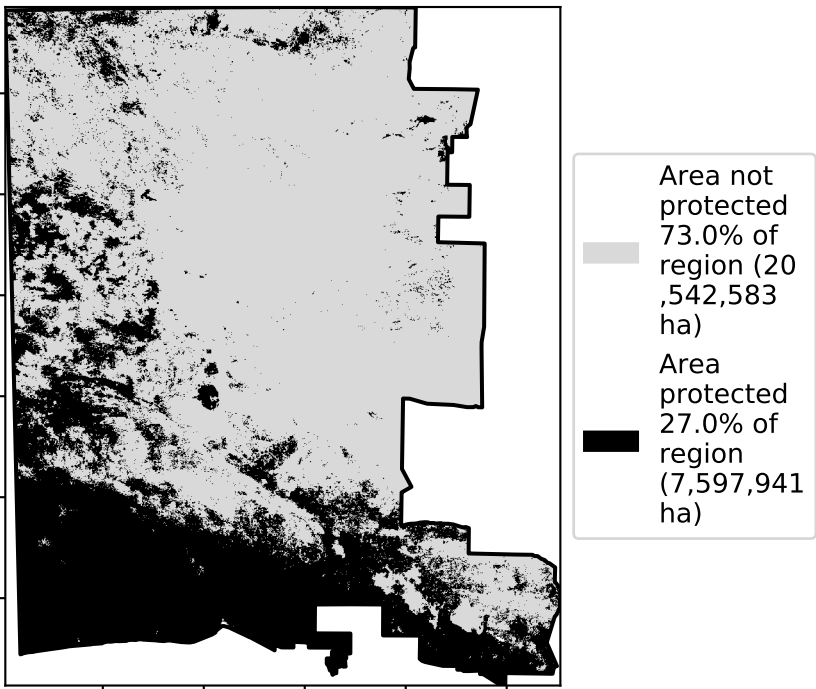 Area not
protected
73.0% of
region (20
,542,583
ha)
Area
protected
27.0% of
region
(7,597,941
ha)